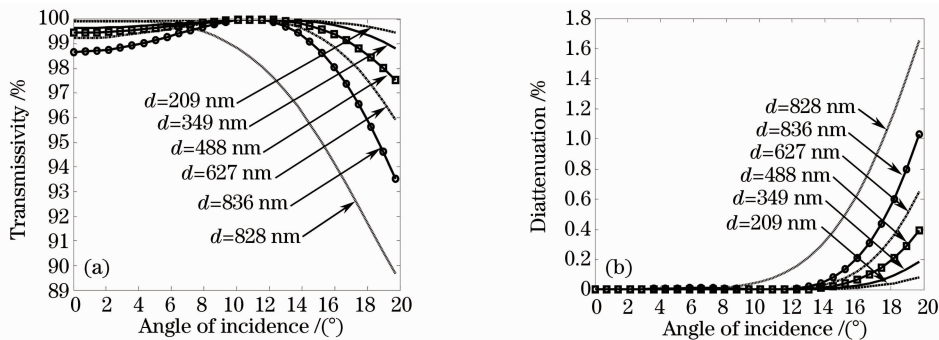 100
99
98
97
96
95
94
93
92
91
90
89
Transmissivity /%
d=209 nm
d=349 nm
d=488 nm
d=627 nm
d=836 nm
d=828 nm
(a)
0 2 4 6 8 10 12 14 16 18 20
Angle of incidence /(°)
1.8
1.6
1.4
1.2
1.0
0.8
0.6
0.4
0.2
0
Diattenuation /%
d=828 nm
d=836 nm
d=627 nm
d=488 nm
d=349 nm
d=209 nm
(b)
0 2 4 6 8 10 12 14 16 18 20
Angle of incidence /(°)